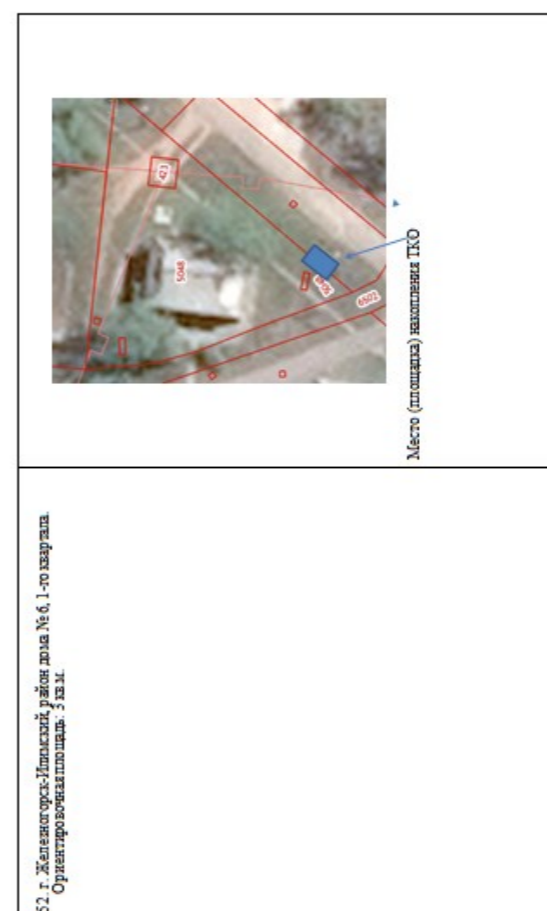 52. г. Железногорск-Илимский, район дома № 6, 1-го квартала.
Ориентировочная площадь: 5 кв.м.
423
5048
6502
Место (площадка) накопления ТКО